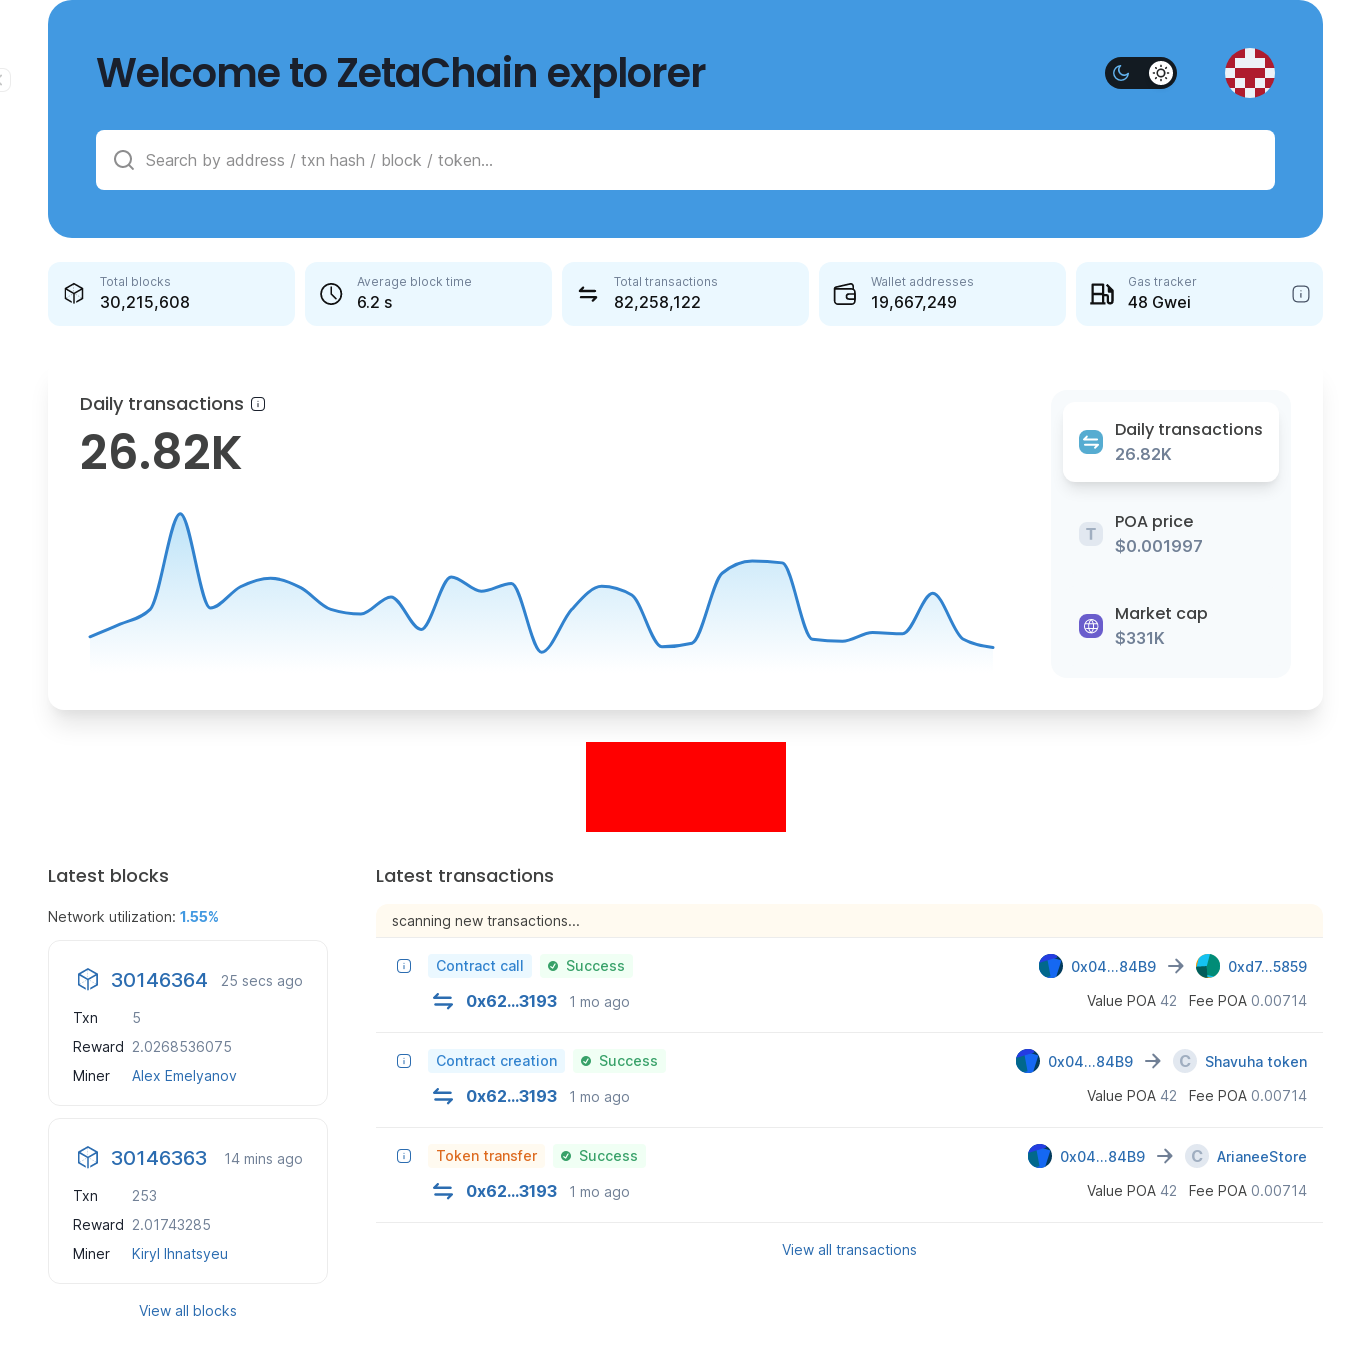 Welcome to ZetaChain explorer
Search by address / txn hash / block / token...
Total blocks
30,215,608
Average block time
6.2 s
Total transactions
82,258,122
Wallet addresses
19,667,249
Gas tracker
48 Gwei
Daily transactions
26.82K
Daily transactions
26.82K
T
POA price
$0.001997
Market cap
$331K
Latest blocks
Network utilization: 1.55%
30146364 25 secs ago
Txn 5
Reward 2.0268536075
Miner Alex Emelyanov
30146363 14 mins ago
Txn 253
Reward 2.01743285
Miner Kiryl Ihnatsyeu
View all blocks
Latest transactions
scanning new transactions...
Contract call Success 0x04...84B9 0xd7...5859
0x62...3193 1 mo ago Value POA 42 Fee POA 0.00714
Contract creation Success 0x04...84B9 C Shavuha token
0x62...3193 1 mo ago Value POA 42 Fee POA 0.00714
Token transfer Success 0x04...84B9 C ArianeeStore
0x62...3193 1 mo ago Value POA 42 Fee POA 0.00714
View all transactions